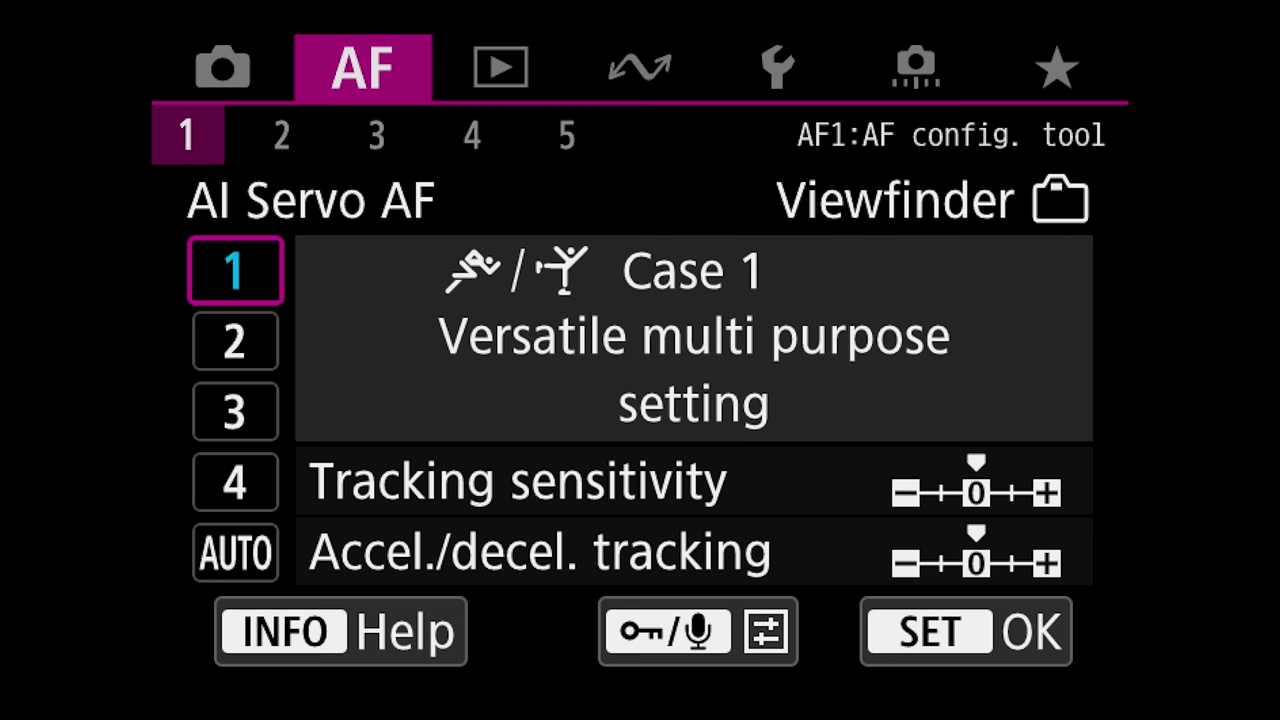 AF
1 2 3 4 5 AF1:AF config. tool
AI Servo AF Viewfinder
1 / Case 1
2 Versatile multi purpose
3 setting
4 Tracking sensitivity − 0 +
AUTO Accel./decel. tracking − 0 +
INFO Help / SET OK